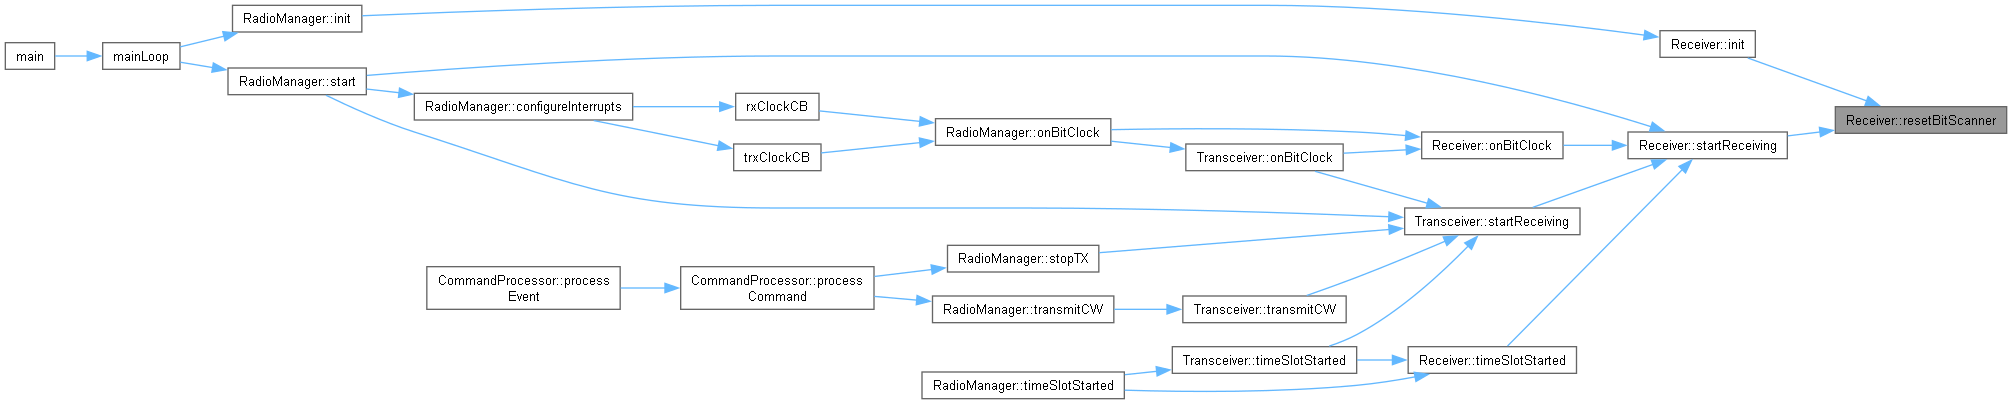 main
mainLoop
RadioManager::init
RadioManager::start
RadioManager::configureInterrupts
rxClockCB
trxClockCB
RadioManager::onBitClock
Transceiver::onBitClock
Receiver::onBitClock
Receiver::init
Receiver::resetBitScanner
Receiver::startReceiving
Transceiver::startReceiving
RadioManager::stopTX
CommandProcessor::process
Event
CommandProcessor::process
Command
RadioManager::transmitCW
Transceiver::transmitCW
Transceiver::timeSlotStarted
Receiver::timeSlotStarted
RadioManager::timeSlotStarted